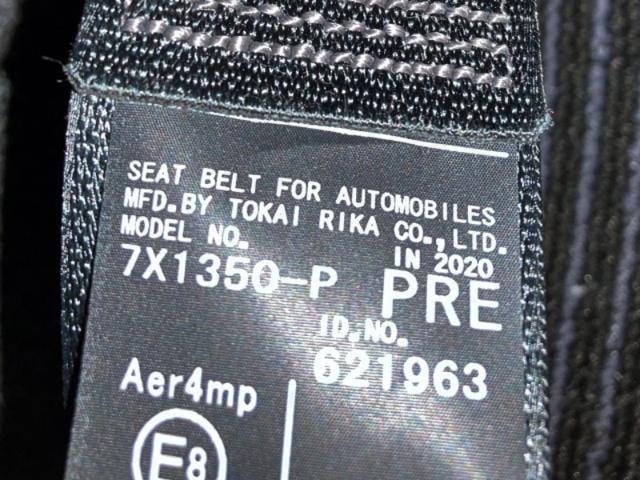 SEAT BELT FOR AUTOMOBILES
MFD.BY TOKAI RIKA CO.,LTD.
MODEL NO. IN 2020
7X1350-P PRE
ID.NO.
621963
Aer4mp
E8